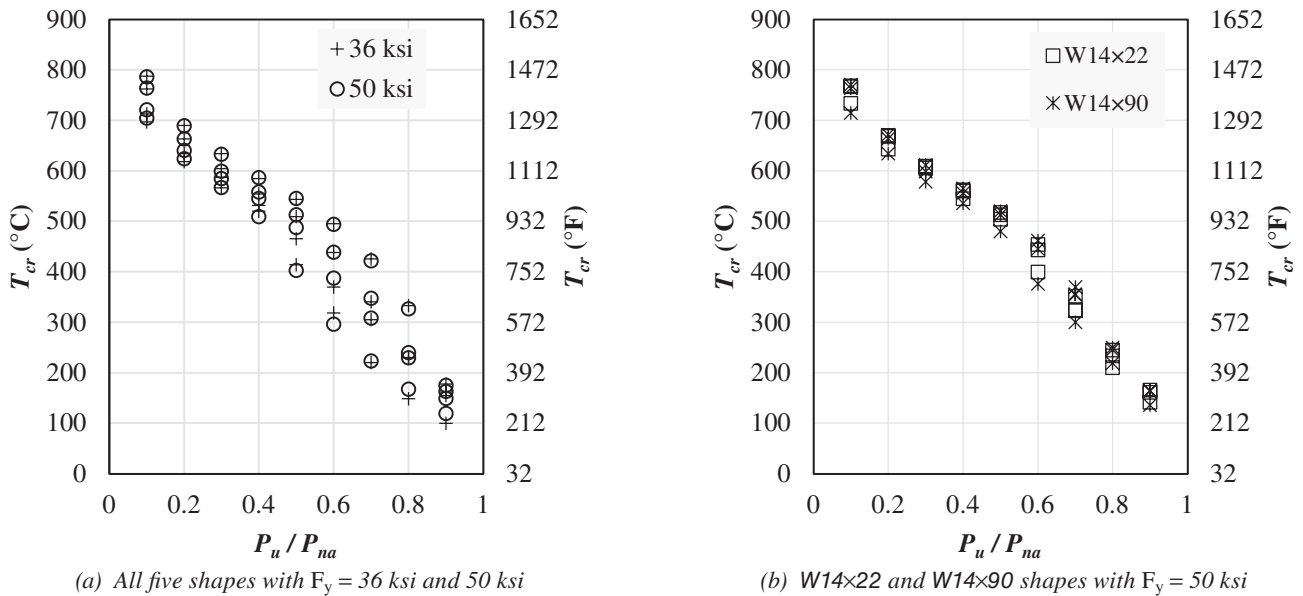 900
800
700
600
500
400
300
200
100
0
T_cr (°C)
1652
1472
1292
1112
932
752
572
392
212
32
T_cr (°F)
36 ksi
50 ksi
0 0.2 0.4 0.6 0.8 1
P_u / P_na
(a) All five shapes with F_y = 36 ksi and 50 ksi
900
800
700
600
500
400
300
200
100
0
T_cr (°C)
1652
1472
1292
1112
932
752
572
392
212
32
T_cr (°F)
W14×22
W14×90
0 0.2 0.4 0.6 0.8 1
P_u / P_na
(b) W14×22 and W14×90 shapes with F_y = 50 ksi